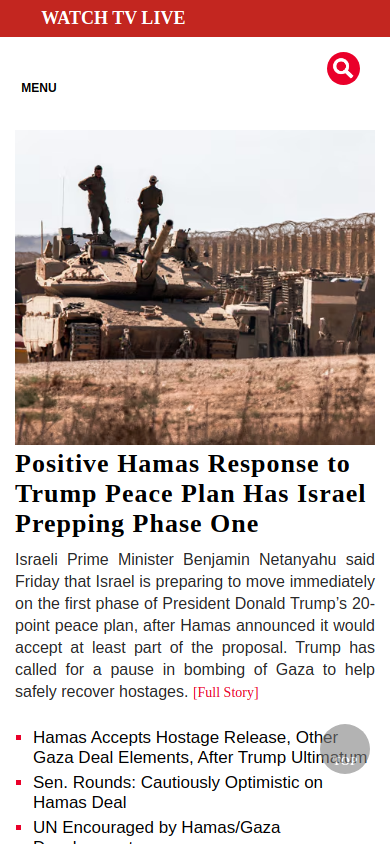 WATCH TV LIVE
MENU
Positive Hamas Response to
Trump Peace Plan Has Israel
Prepping Phase One
Israeli Prime Minister Benjamin Netanyahu said
Friday that Israel is preparing to move immediately
on the first phase of President Donald Trump’s 20-
point peace plan, after Hamas announced it would
accept at least part of the proposal. Trump has
called for a pause in bombing of Gaza to help
safely recover hostages. [Full Story]
Hamas Accepts Hostage Release, Other
Gaza Deal Elements, After Trump Ultimatum
TOP
Sen. Rounds: Cautiously Optimistic on
Hamas Deal
UN Encouraged by Hamas/Gaza